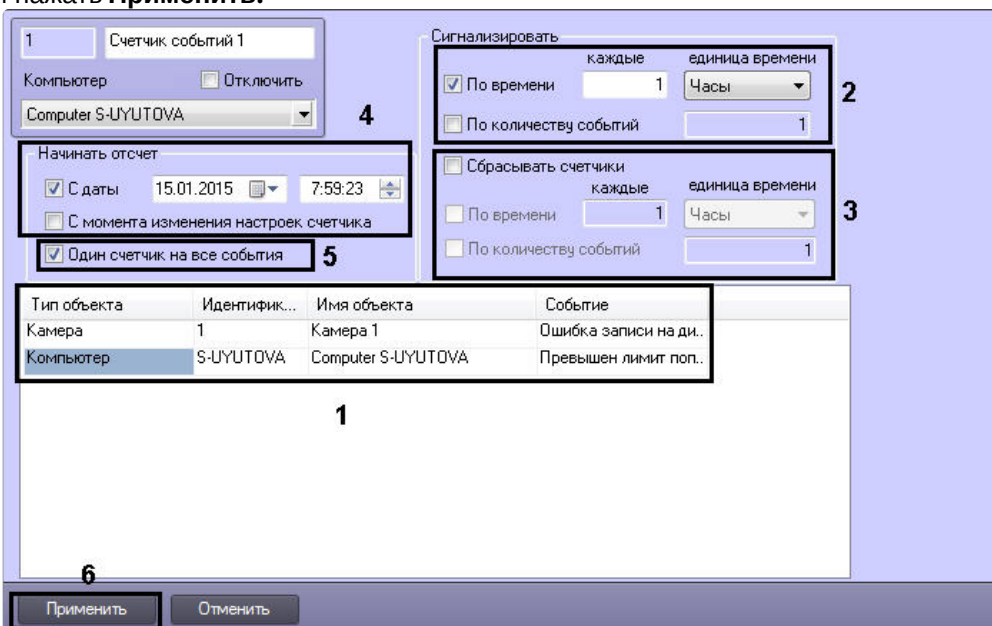 нажать Применить.
1 Счетчик событий 1
Компьютер Отключить
Computer S-UYUTOVA
4
Сигнализировать
каждые единица времени
По времени 1 Часы
По количеству событий 1
2
Начинать отсчет
С даты 15.01.2015 7:59:23
С момента изменения настроек счетчика
Один счетчик на все события
5
Сбрасывать счетчики
каждые единица времени
По времени 1 Часы
По количеству событий 1
3
Тип объекта Идентифик... Имя объекта Событие
Камера 1 Камера 1 Ошибка записи на ди..
Компьютер S-UYUTOVA Computer S-UYUTOVA Превышен лимит поп..
1
6
Применить Отменить